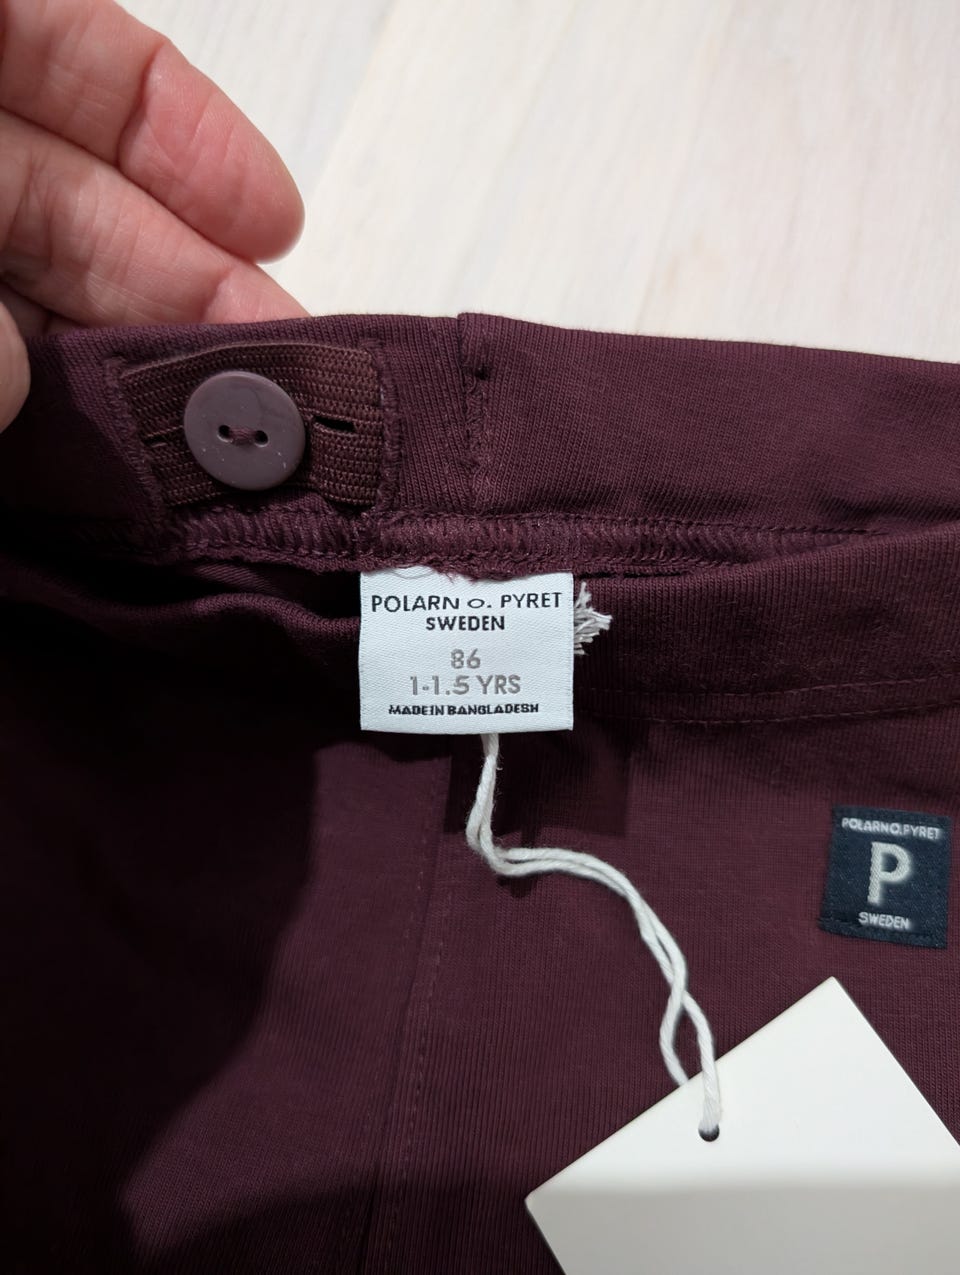 POLARN O. PYRET
SWEDEN
86
1-1.5 YRS
MADE IN BANGLADESH
POLARN O. PYRET
P
SWEDEN